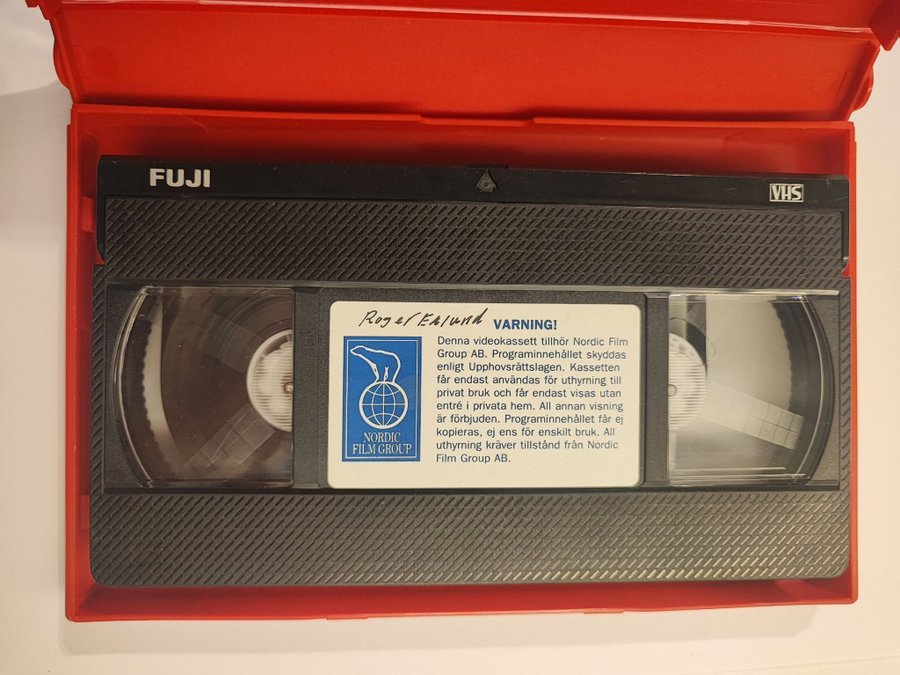 FUJI
VHS
Roger Enlund
VARNING!
Denna videokassett tillhör Nordic Film
Group AB. Programinnehållet skyddas
enligt Upphovsrättslagen. Kassetten
får endast användas för uthyrning till
privat bruk och får endast visas utan
entré i privata hem. All annan visning
är förbjuden. Programinnehållet får ej
kopieras, ej ens för enskilt bruk. All
uthyrning kräver tillstånd från Nordic
Film Group AB.
NORDIC
FILM GROUP